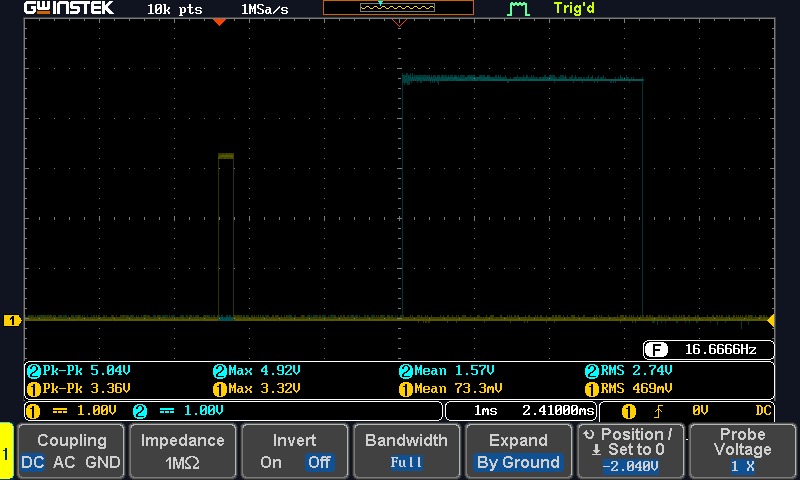 GWINSTEK 10k pts 1MSa/s Trig'd
1
F 16.6666Hz
2 Pk-Pk 5.04V 2 Max 4.92V 2 Mean 1.57V 2 RMS 2.74V
1 Pk-Pk 3.36V 1 Max 3.32V 1 Mean 73.3mV 1 RMS 469mV
1 1.00V 2 1.00V 1ms 2.41000ms 1 0V DC
1
Coupling
DC AC GND
Impedance
1MΩ
Invert
On Off
Bandwidth
Full
Expand
By Ground
Position /
Set to 0
-2.040V
Probe
Voltage
1 X